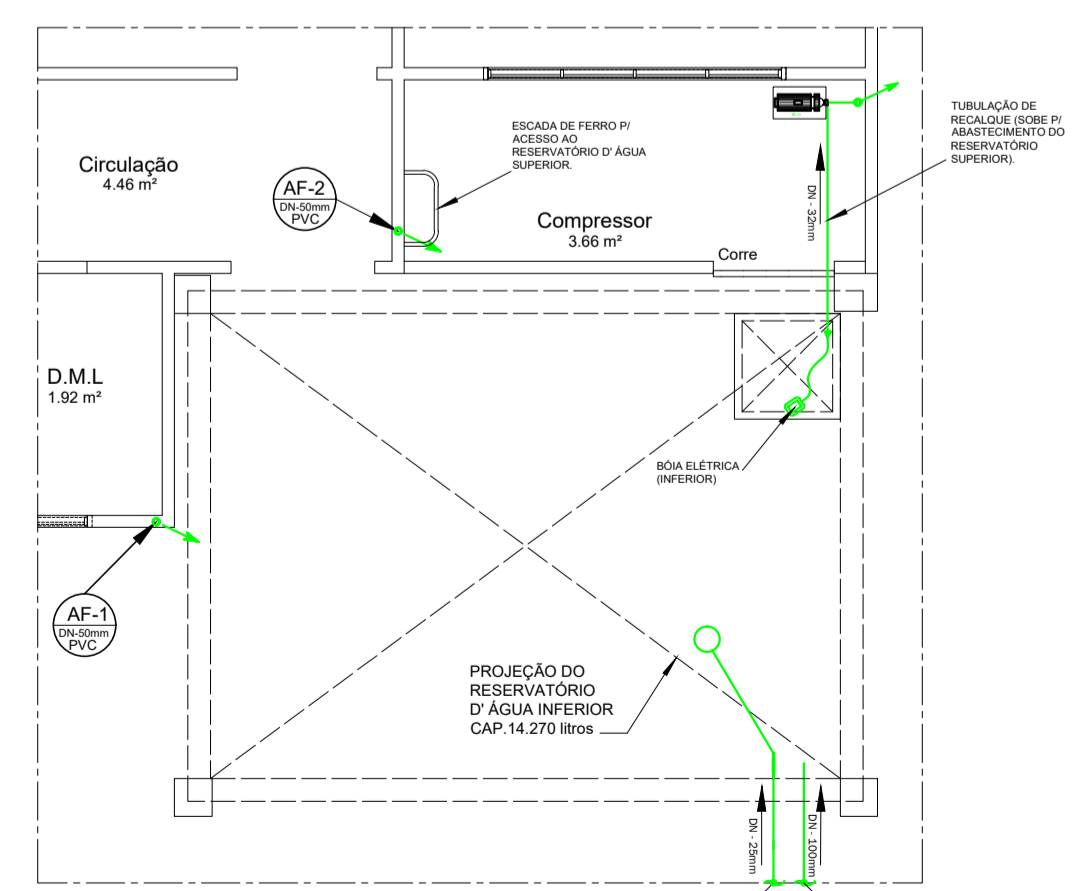 Circulação
4.46 m²
AF-2
DN-50mm
PVC
ESCADA DE FERRO P/
ACESSO AO
RESERVATÓRIO D' ÁGUA
SUPERIOR.
Compressor
3.66 m²
Corre
DN - 32mm
TUBULAÇÃO DE
RECALQUE (SOBE P/
ABASTECIMENTO DO
RESERVATÓRIO
SUPERIOR).
D.M.L
1.92 m²
BÓIA ELÉTRICA
(INFERIOR)
AF-1
DN-50mm
PVC
PROJEÇÃO DO
RESERVATÓRIO
D' ÁGUA INFERIOR
CAP.14.270 litros
DN - 25mm
DN - 100mm